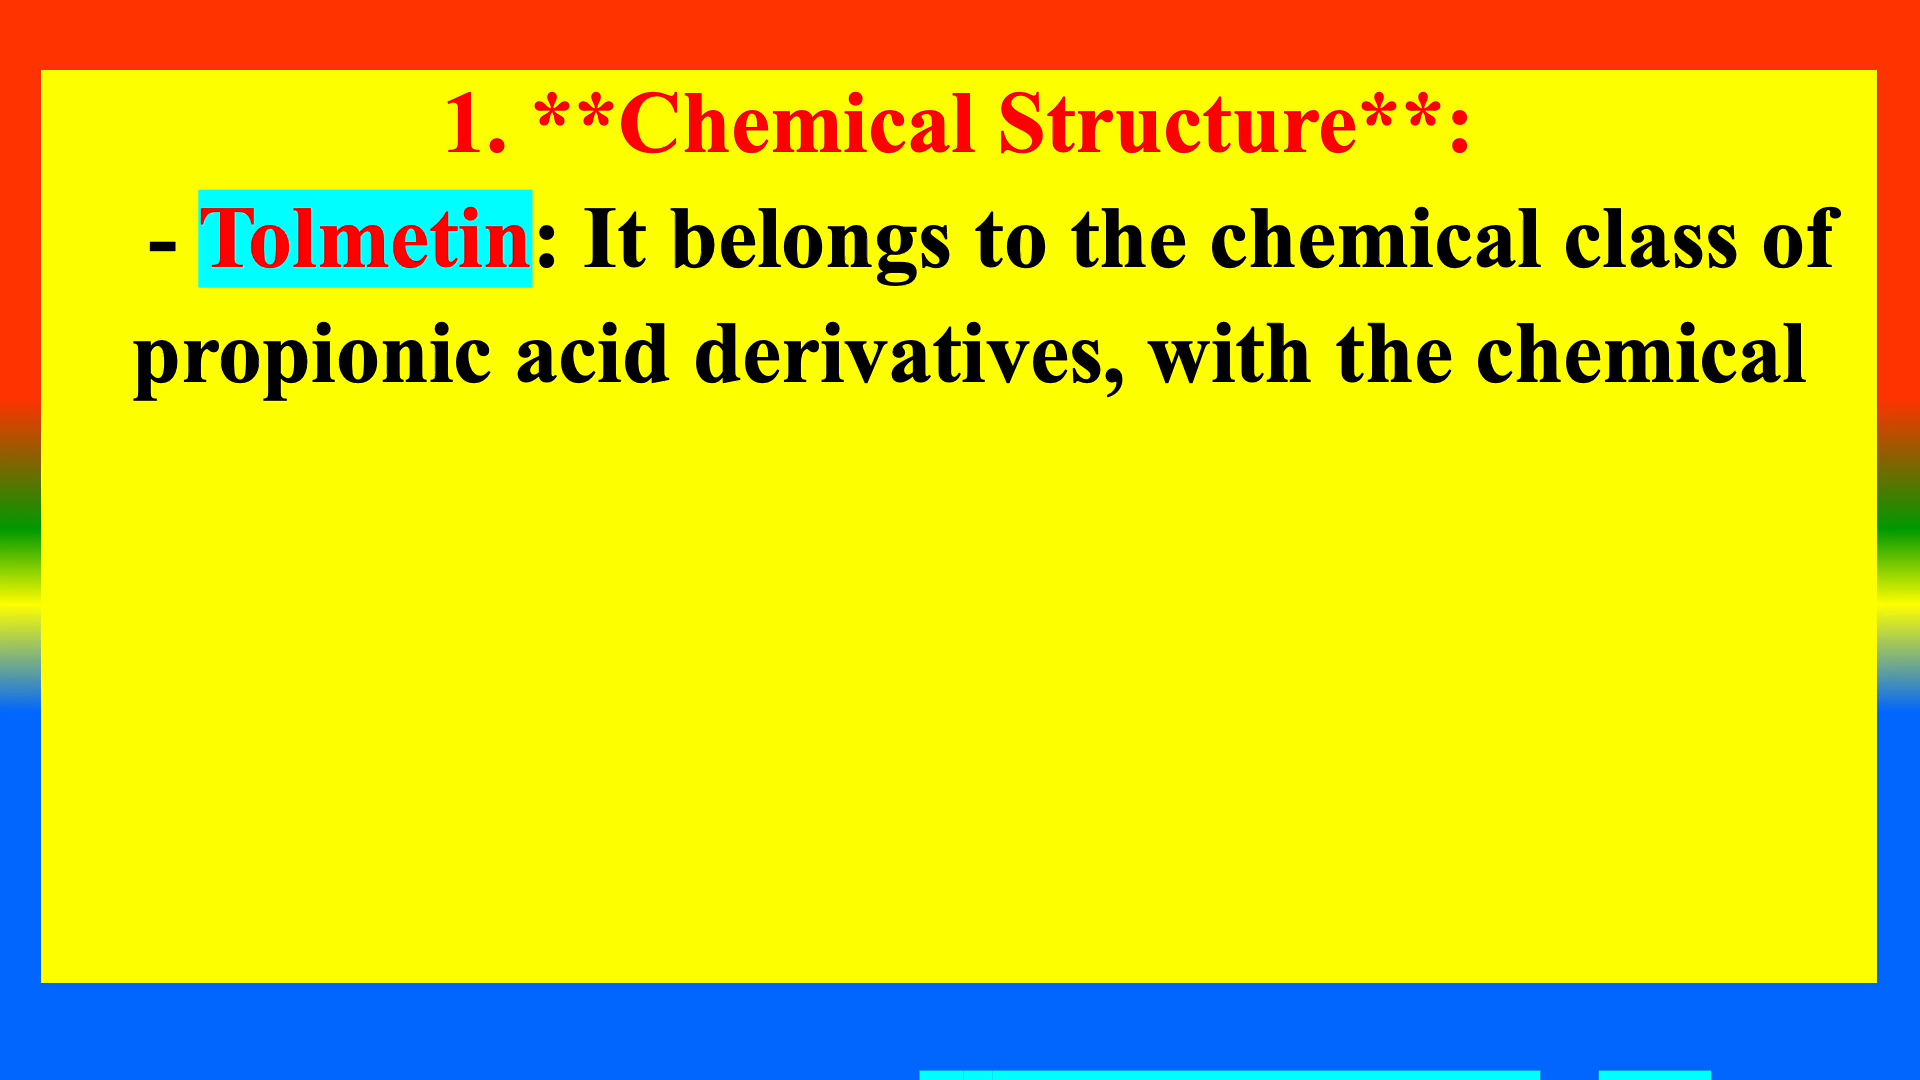 1. **Chemical Structure**:
- Tolmetin: It belongs to the chemical class of
propionic acid derivatives, with the chemical